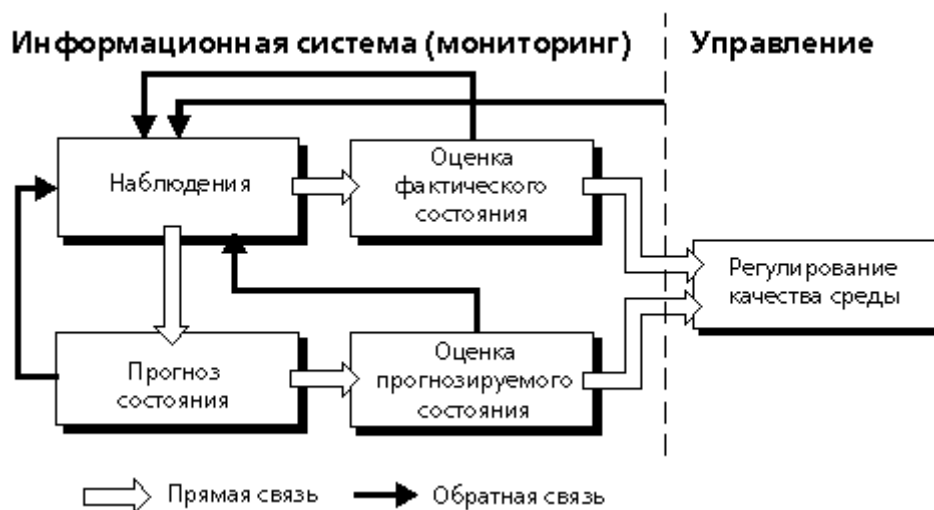 Информационная система (мониторинг)
Управление
Наблюдения
Оценка
фактического
состояния
Регулирование
качества среды
Прогноз
состояния
Оценка
прогнозируемого
состояния
Прямая связь
Обратная связь